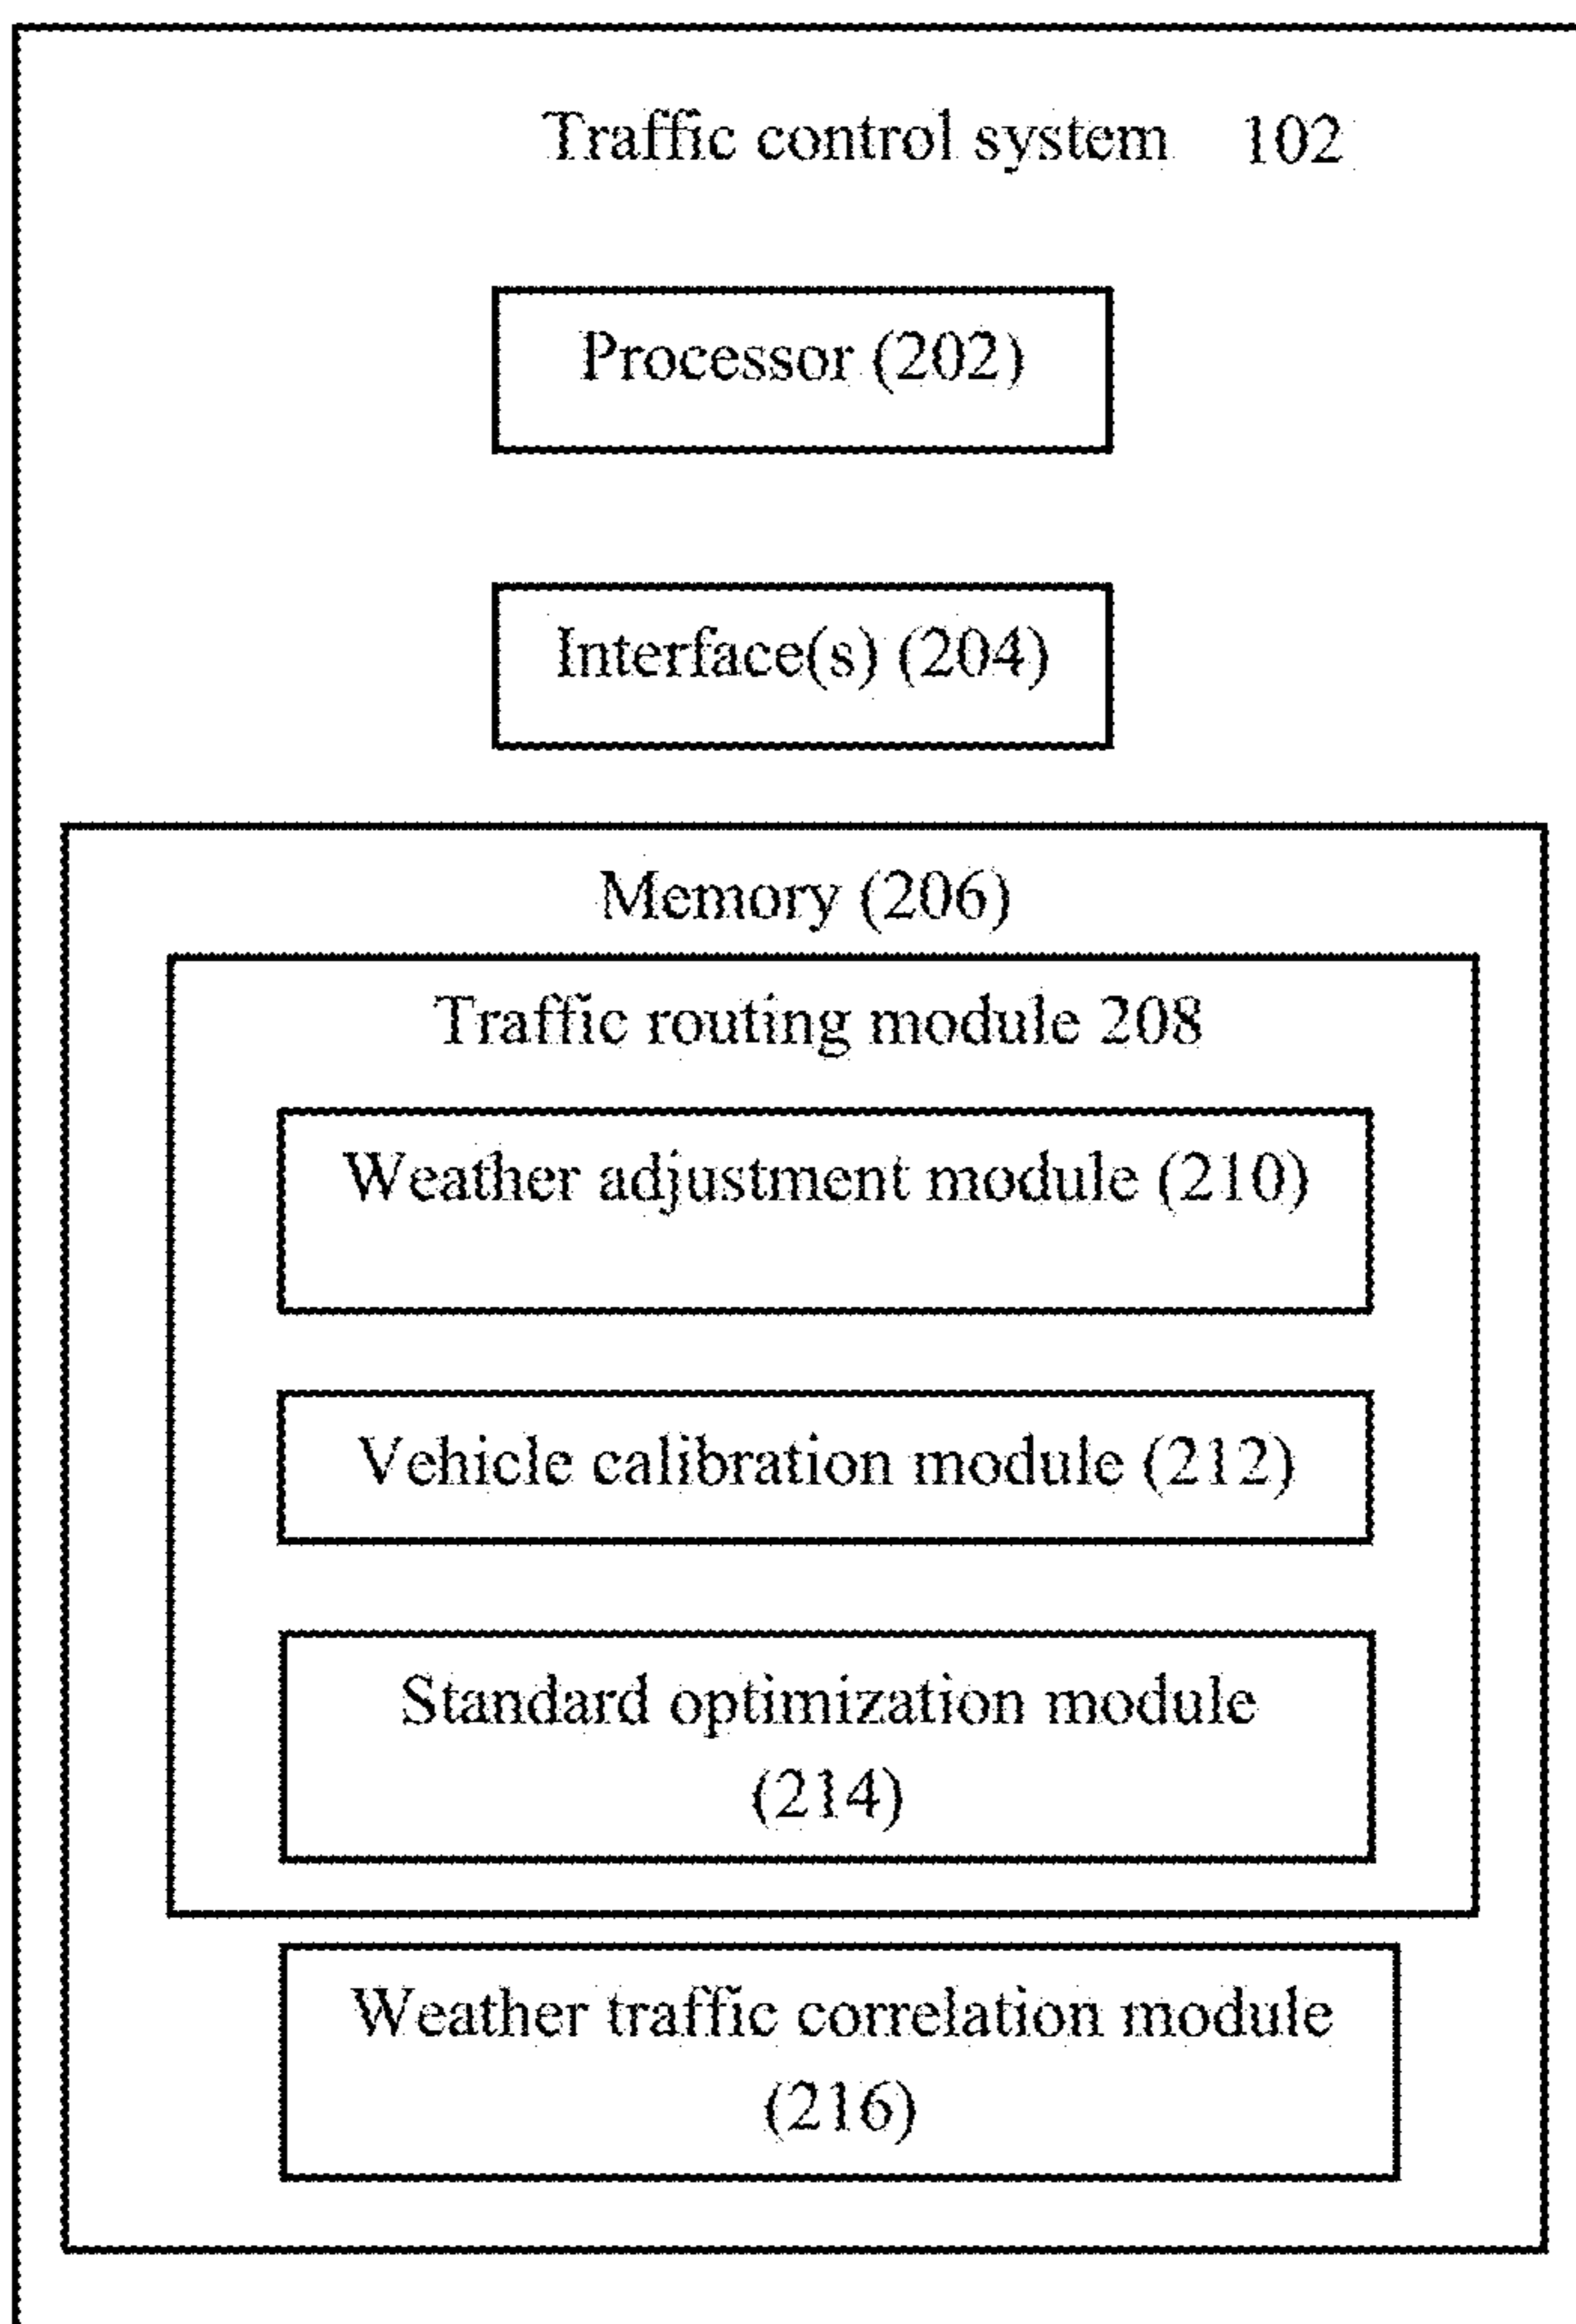 Traffic control system 102
Processor (202)
Interface(s) (204)
Memory (206)
Traffic routing module 208
Weather adjustment module (210)
Vehicle calibration module (212)
Standard optimization module
(214)
Weather traffic correlation module
(216)